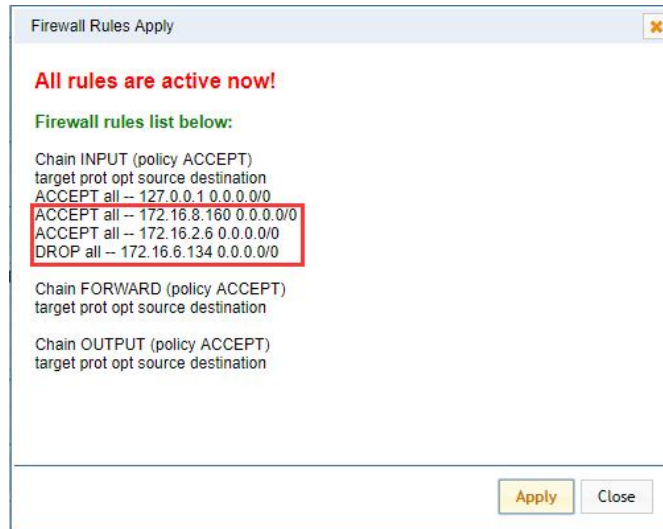 Firewall Rules Apply
All rules are active now!
Firewall rules list below:
Chain INPUT (policy ACCEPT)
target prot opt source destination
ACCEPT all -- 127.0.0.1 0.0.0.0/0
ACCEPT all -- 172.16.8.160 0.0.0.0/0
ACCEPT all -- 172.16.2.6 0.0.0.0/0
DROP all -- 172.16.6.134 0.0.0.0/0
Chain FORWARD (policy ACCEPT)
target prot opt source destination
Chain OUTPUT (policy ACCEPT)
target prot opt source destination
Apply
Close